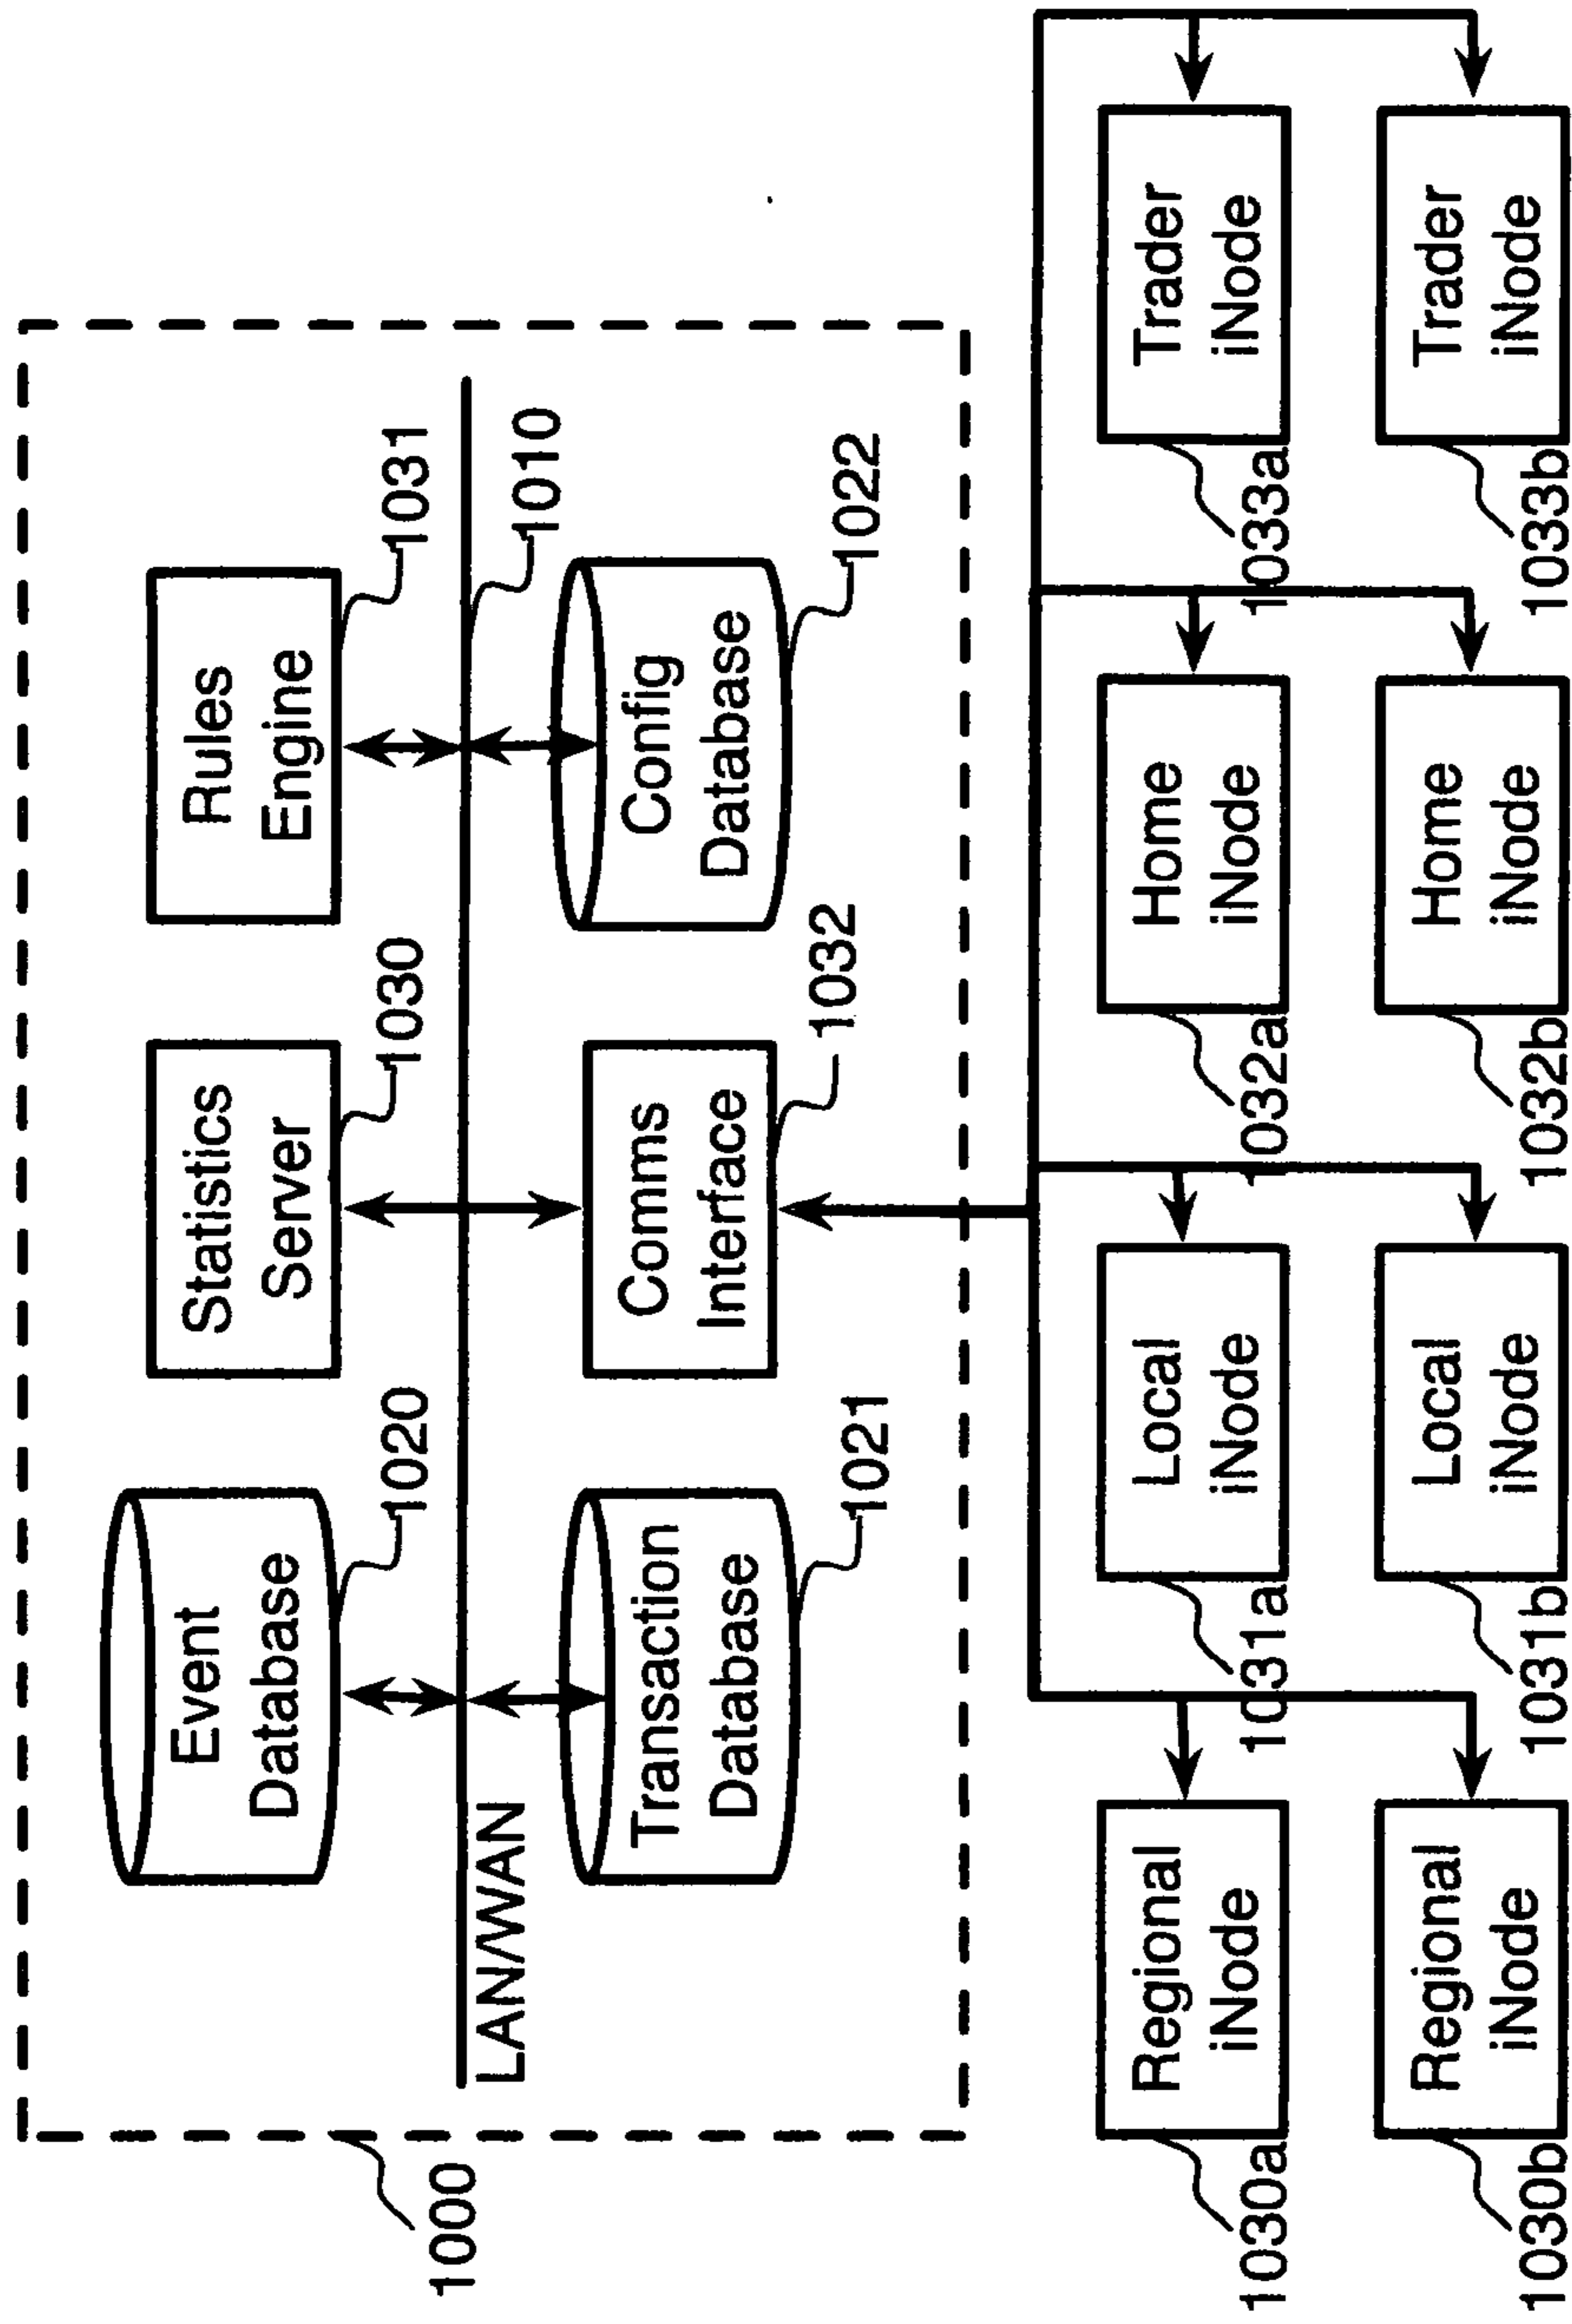 1000
Event
Database
1020
Statistics
Server
1030
Rules
Engine
1031
LAN/WAN
1010
Transaction
Database
1021
Comms
Interface
1032
Config
Database
1022
Regional
iNode
1030a
Local
iNode
1031a
Home
iNode
1032a
Trader
iNode
1033a
Regional
iNode
1030b
Local
iNode
1031b
Home
iNode
1032b
Trader
iNode
1033b